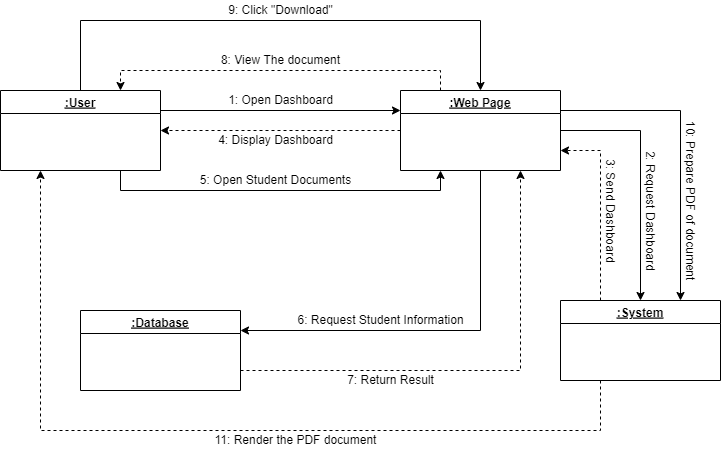 9: Click "Download"
8: View The document
:User
1: Open Dashboard
:Web Page
4: Display Dashboard
5: Open Student Documents
10: Prepare PDF of document
2: Request Dashboard
3: Send Dashboard
:Database
6: Request Student Information
:System
7: Return Result
11: Render the PDF document